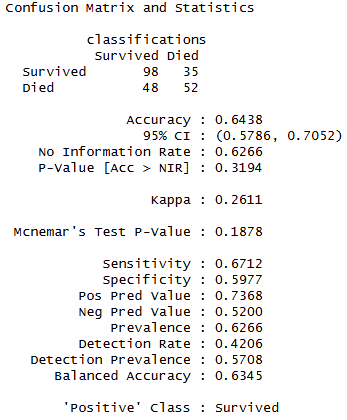 Confusion Matrix and Statistics
classifications
Survived Died
Survived 98 35
Died 48 52
Accuracy : 0.6438
95% CI : (0.5786, 0.7052)
No Information Rate : 0.6266
P-Value [Acc > NIR] : 0.3194
Kappa : 0.2611
Mcnemar's Test P-Value : 0.1878
Sensitivity : 0.6712
Specificity : 0.5977
Pos Pred Value : 0.7368
Neg Pred Value : 0.5200
Prevalence : 0.6266
Detection Rate : 0.4206
Detection Prevalence : 0.5708
Balanced Accuracy : 0.6345
'Positive' Class : Survived